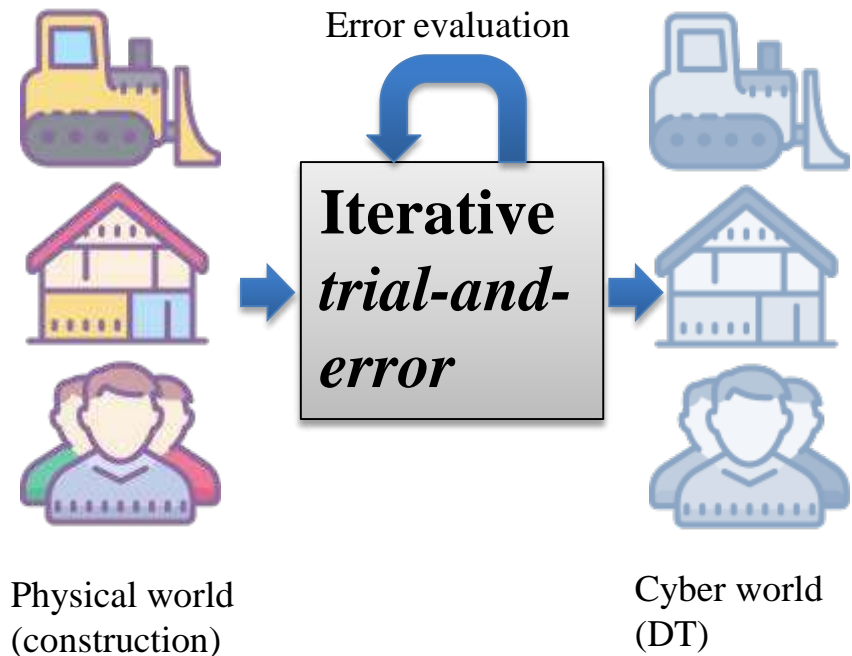 Error evaluation
Iterative
trial-and-
error
Physical world
(construction)
Cyber world
(DT)